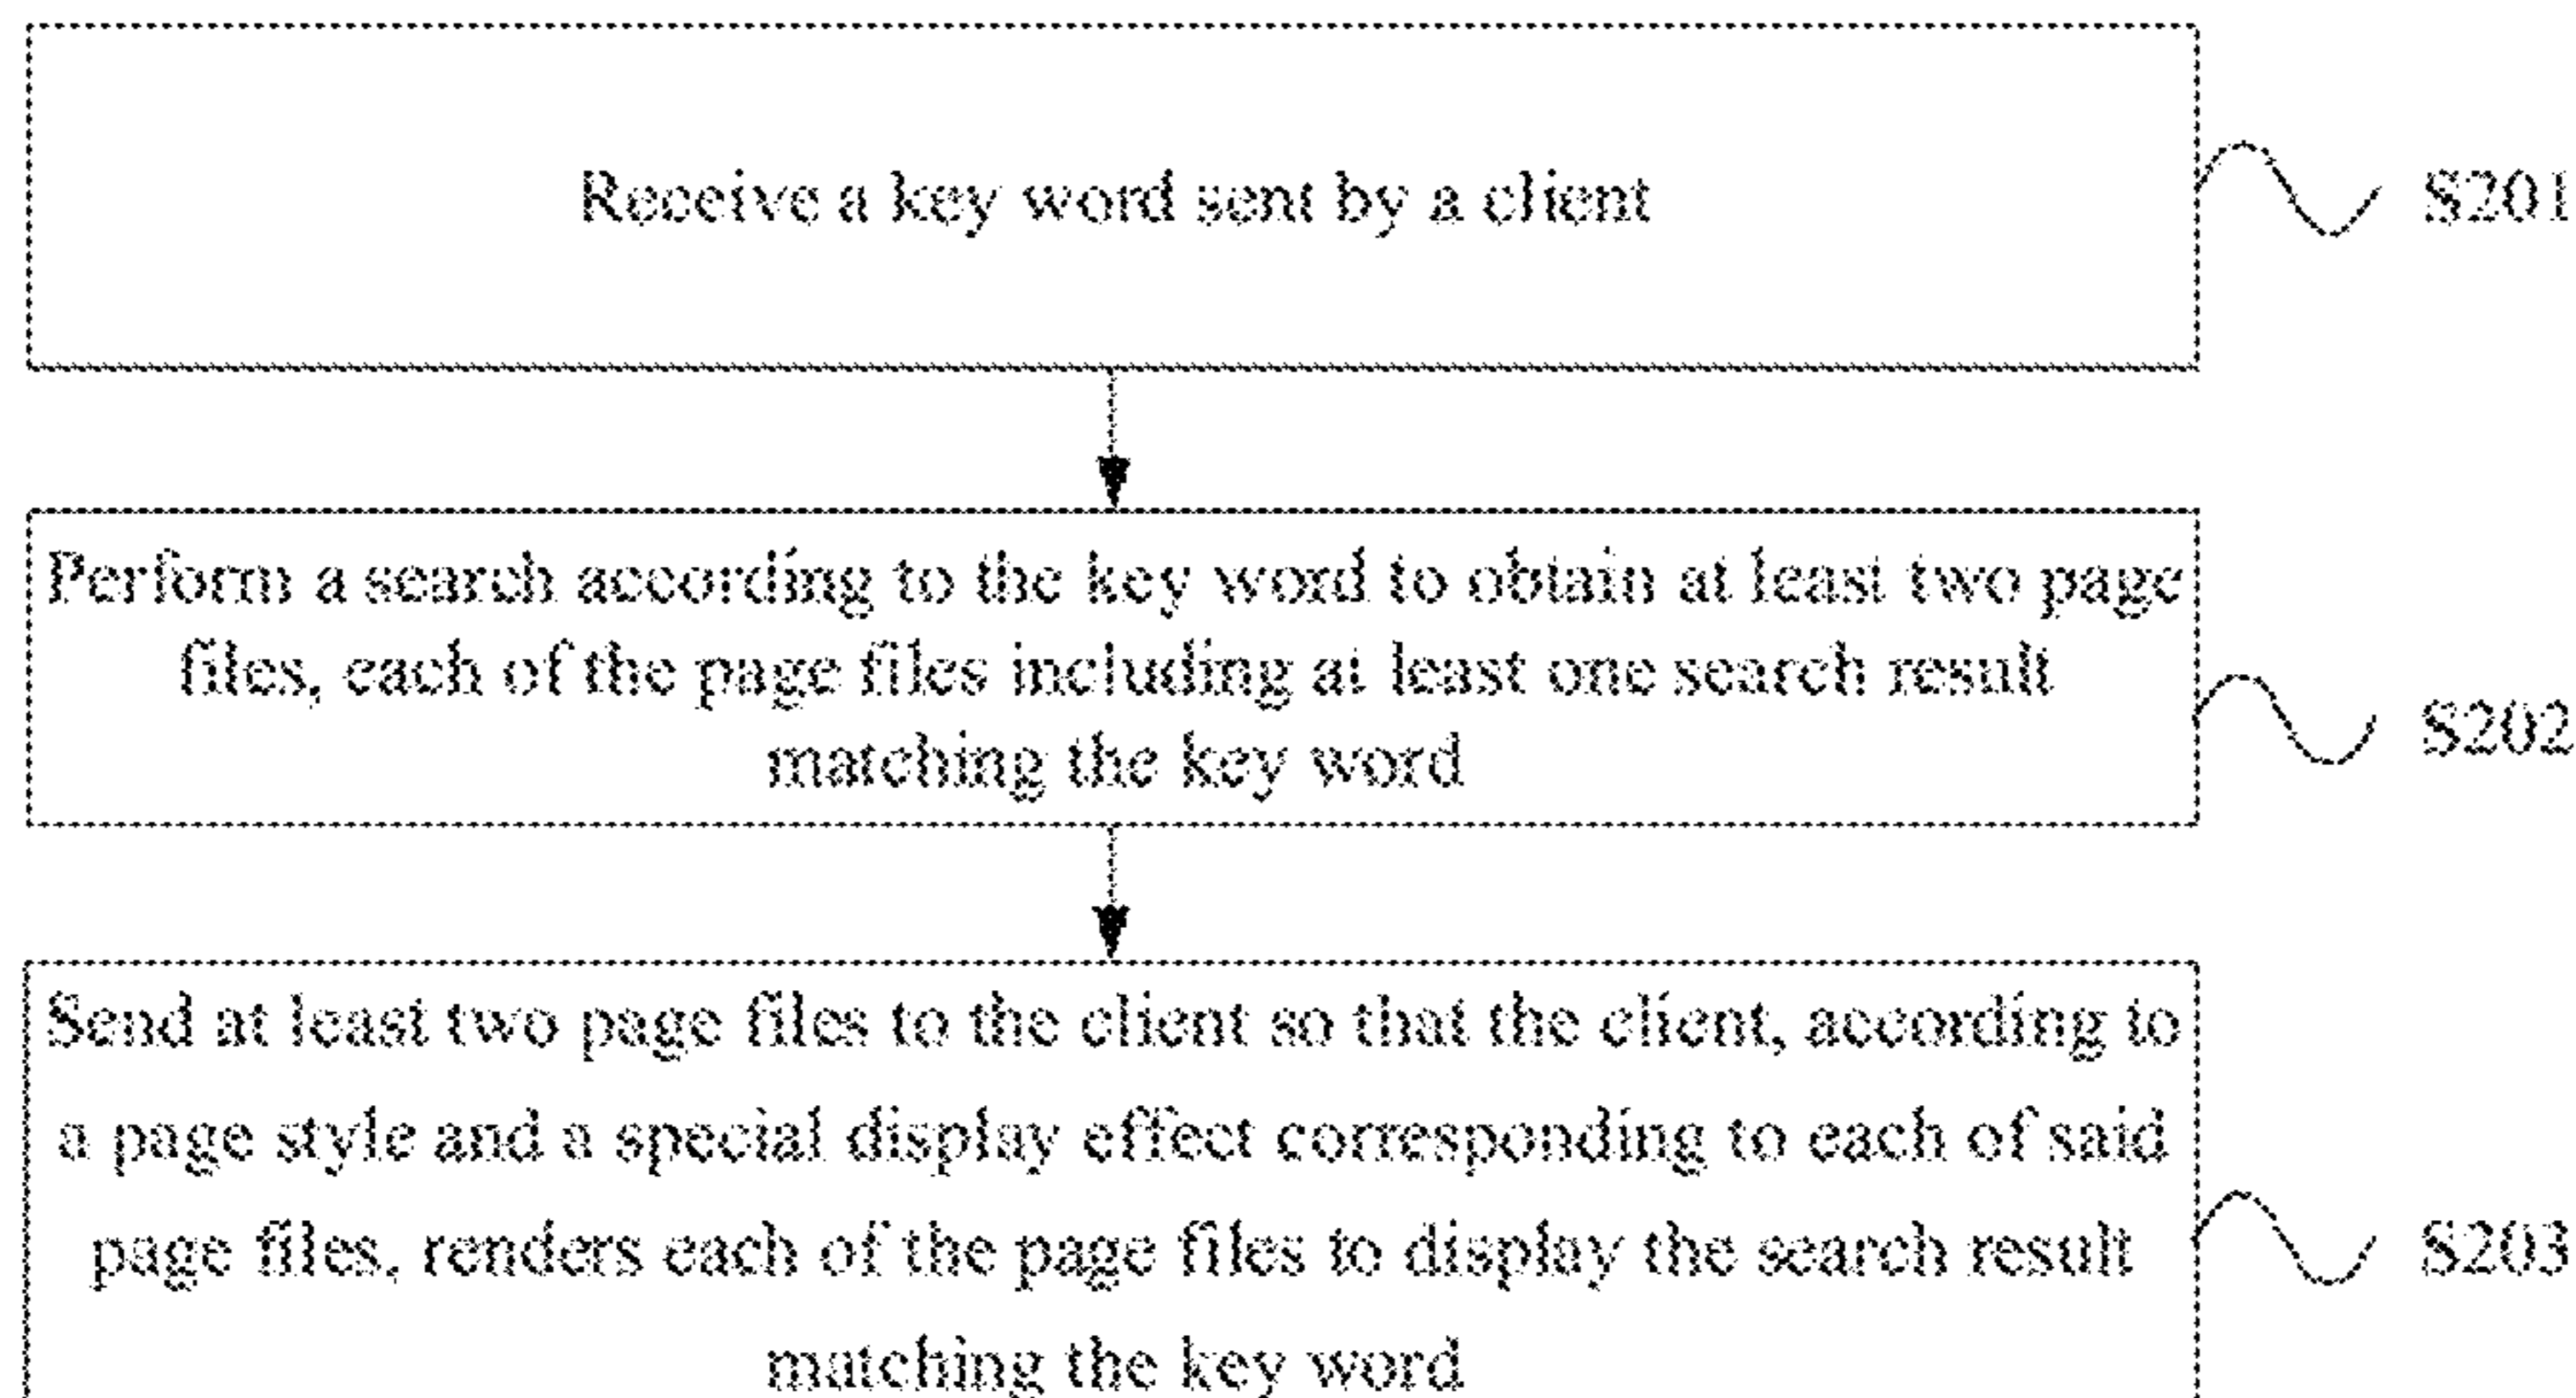 Receive a key word sent by a client
S201
Perform a search according to the key word to obtain at least two page
files, each of the page files including at least one search result
matching the key word
S202
Send at least two page files to the client so that the client, according to
a page style and a special display effect corresponding to each of said
page files, renders each of the page files to display the search result
matching the key word
S203